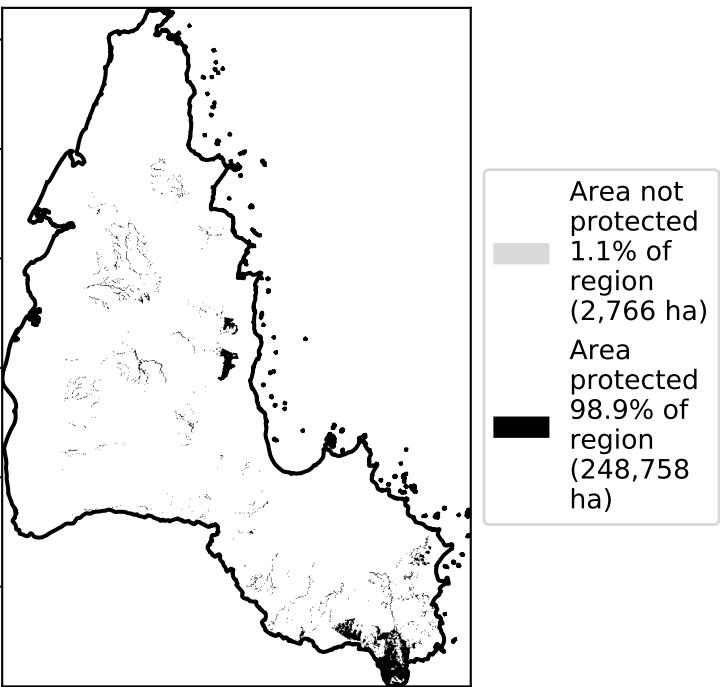 Area not
protected
1.1% of
region
(2,766 ha)
Area
protected
98.9% of
region
(248,758
ha)